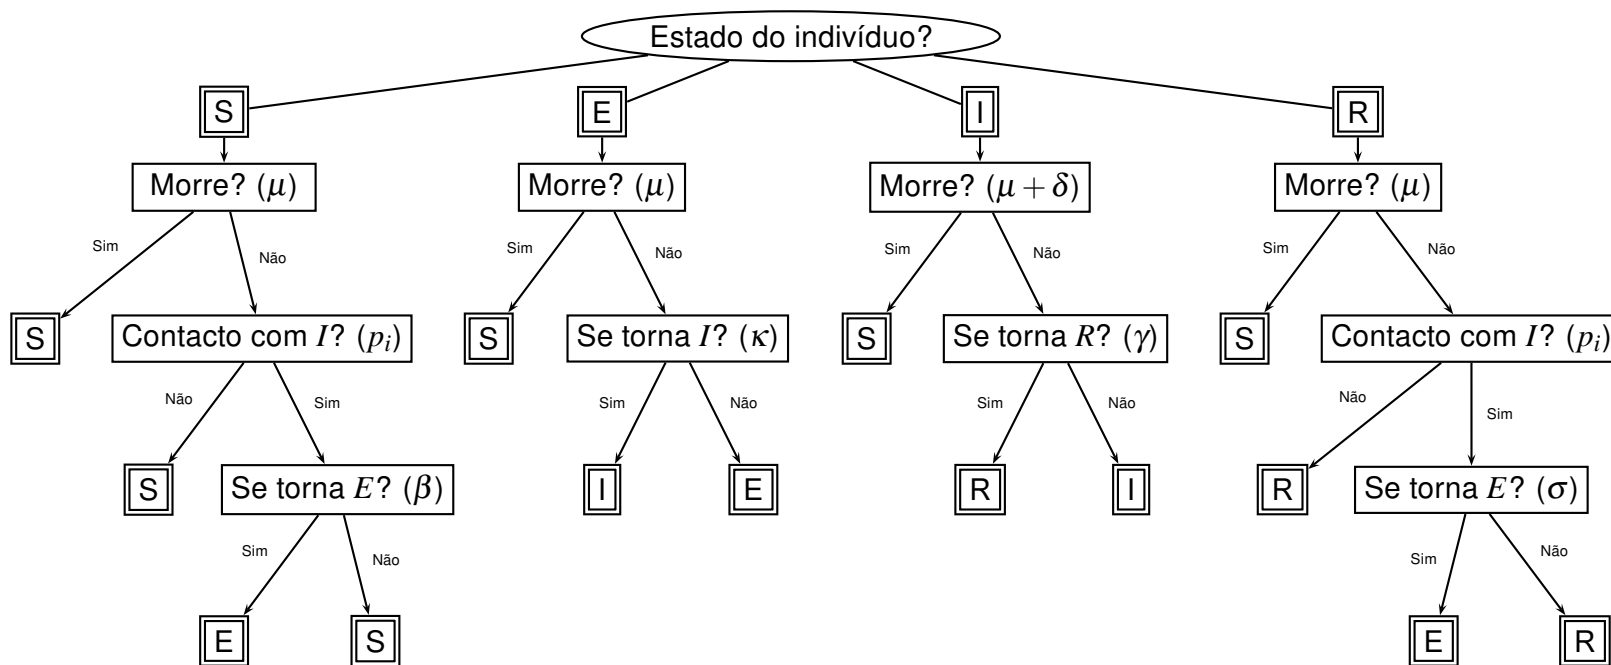 Estado do indivíduo?
S E I R
Morre? (μ) Morre? (μ) Morre? (μ + δ) Morre? (μ)
Sim Não Sim Não Sim Não Sim Não
S Contacto com I? (p_i) S Se torna I? (κ) S Se torna R? (γ) S Contacto com I? (p_i)
Não Sim Sim Não Sim Não Não Sim
S Se torna E? (β) I E R I R Se torna E? (σ)
Sim Não Sim Não
E S E R